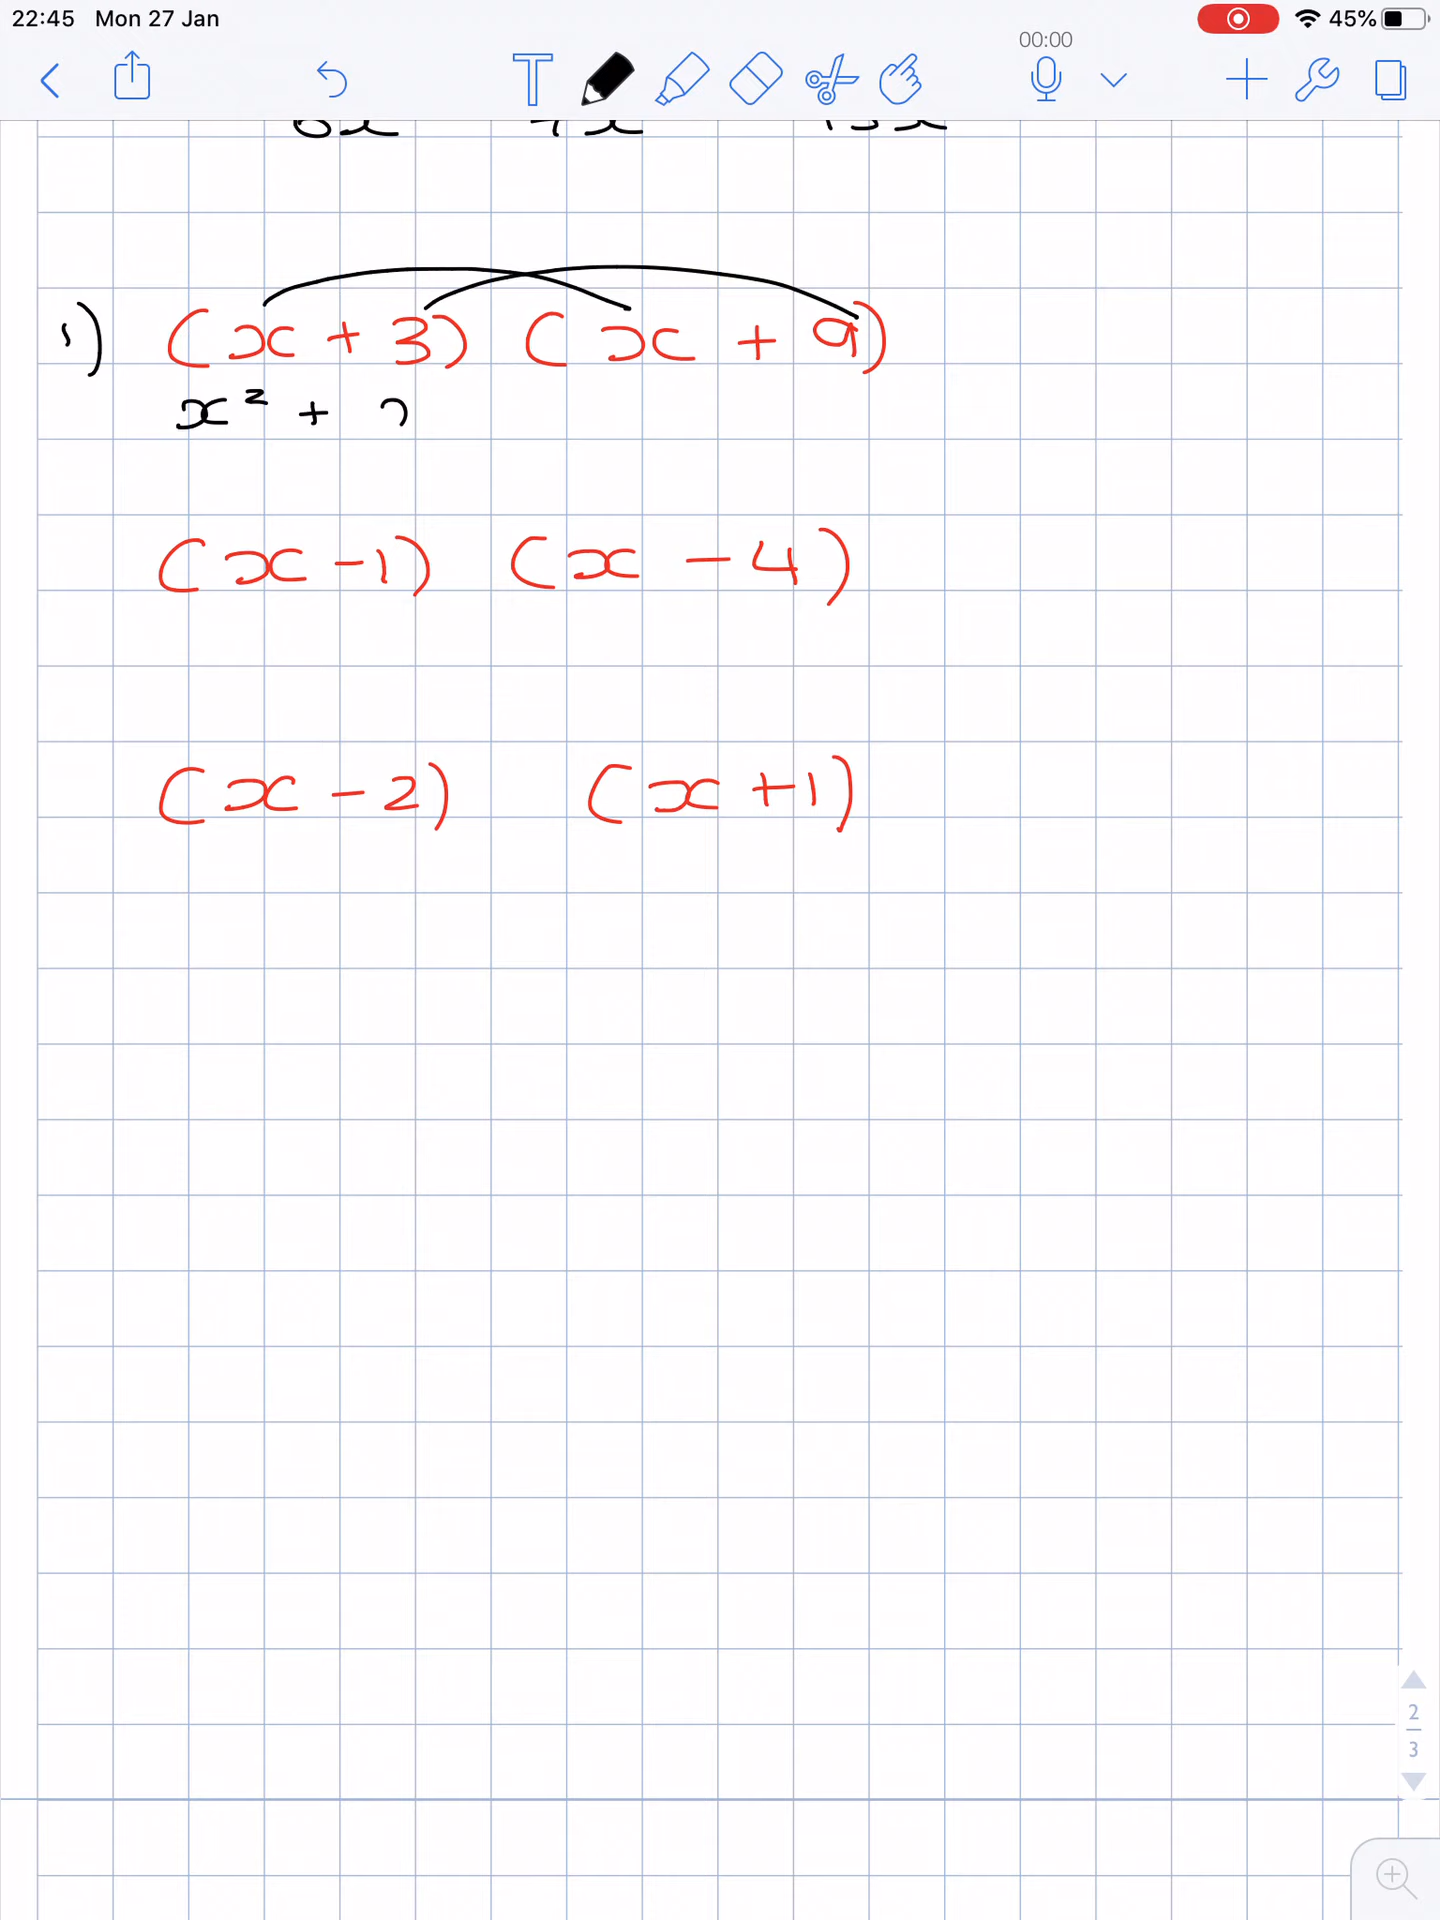 22:45 Mon 27 Jan 45%
00:00
T
1) (x + 3) (x + 9)
x² +
(x - 1) (x - 4)
(x - 2) (x + 1)
2
3